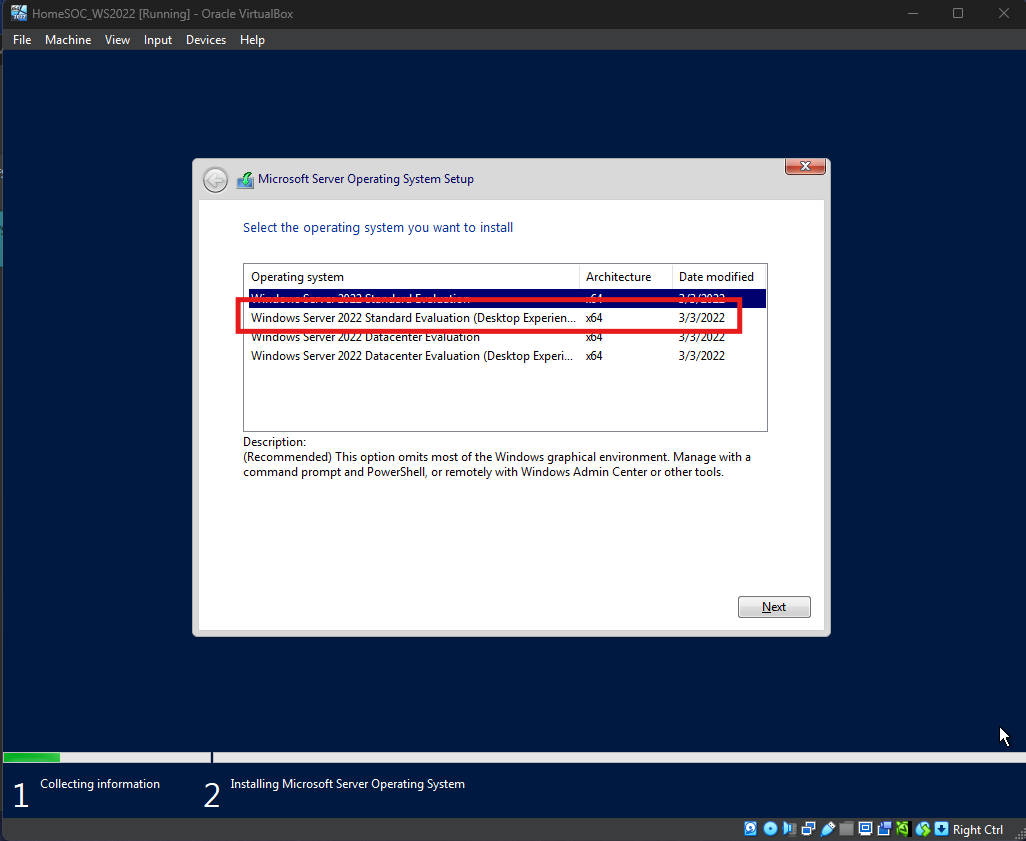 HomeSOC_WS2022 [Running] - Oracle VirtualBox
File Machine View Input Devices Help
Microsoft Server Operating System Setup
Select the operating system you want to install
Operating system Architecture Date modified
Windows Server 2022 Standard Evaluation x64 3/3/2022
Windows Server 2022 Standard Evaluation (Desktop Experien... x64 3/3/2022
Windows Server 2022 Datacenter Evaluation x64 3/3/2022
Windows Server 2022 Datacenter Evaluation (Desktop Experi... x64 3/3/2022
Description:
(Recommended) This option omits most of the Windows graphical environment. Manage with a
command prompt and PowerShell, or remotely with Windows Admin Center or other tools.
Next
1 Collecting information 2 Installing Microsoft Server Operating System
Right Ctrl